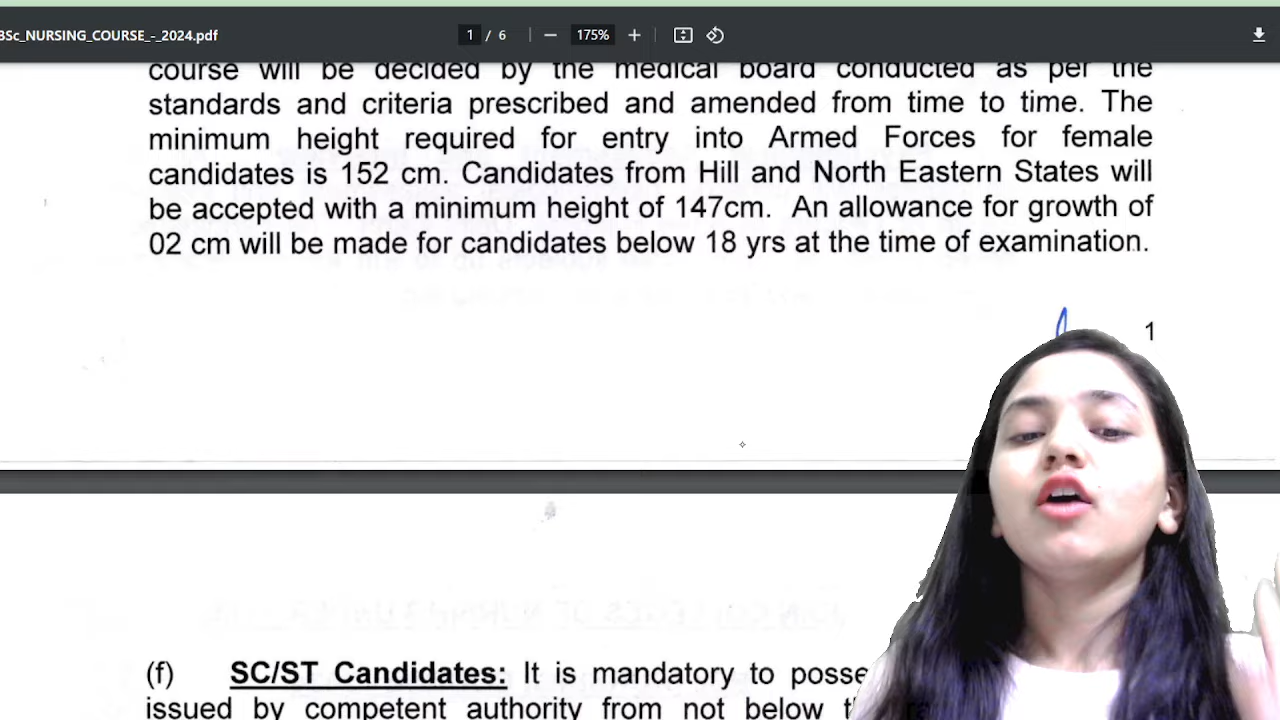 BSc_NURSING_COURSE_-_2024.pdf
1 / 6
175%
course will be decided by the medical board conducted as per the
standards and criteria prescribed and amended from time to time. The
minimum height required for entry into Armed Forces for female
candidates is 152 cm. Candidates from Hill and North Eastern States will
be accepted with a minimum height of 147cm. An allowance for growth of
02 cm will be made for candidates below 18 yrs at the time of examination.
1
(f) SC/ST Candidates: It is mandatory to
issued by competent authority from not below